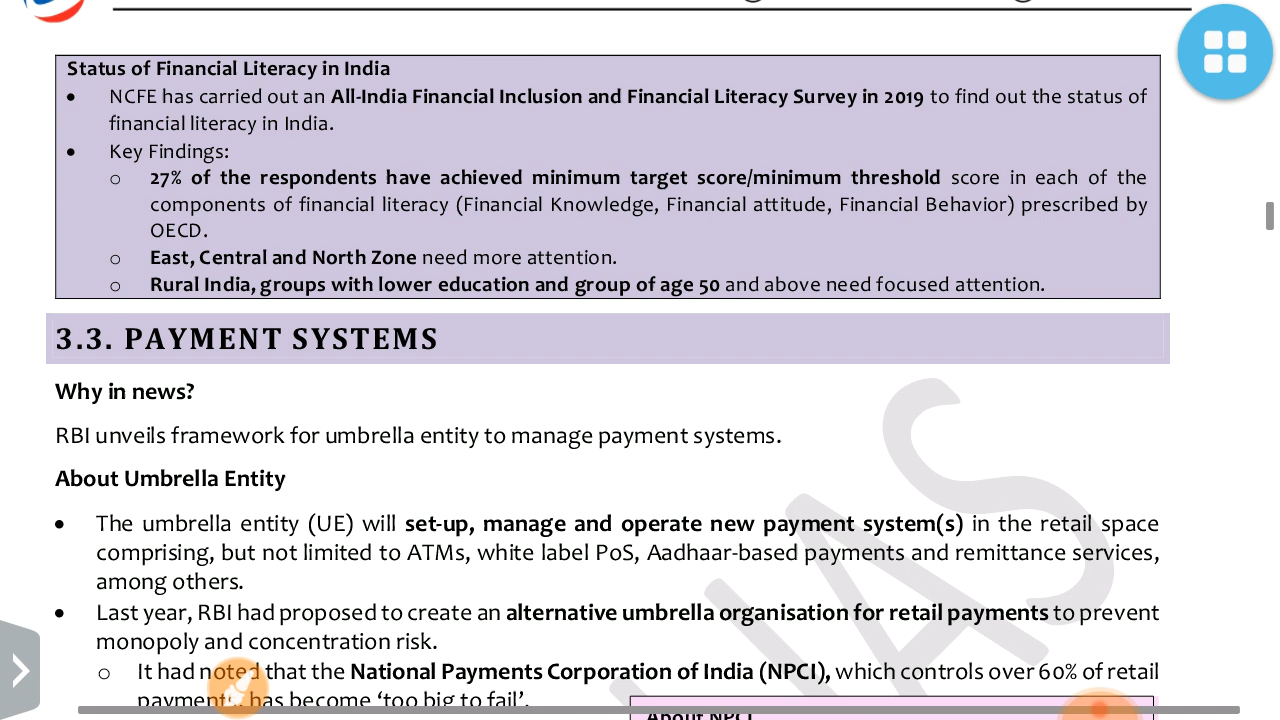 Status of Financial Literacy in India
• NCFE has carried out an All-India Financial Inclusion and Financial Literacy Survey in 2019 to find out the status of
financial literacy in India.
• Key Findings:
o 27% of the respondents have achieved minimum target score/minimum threshold score in each of the
components of financial literacy (Financial Knowledge, Financial attitude, Financial Behavior) prescribed by
OECD.
o East, Central and North Zone need more attention.
o Rural India, groups with lower education and group of age 50 and above need focused attention.
3.3. PAYMENT SYSTEMS
Why in news?
RBI unveils framework for umbrella entity to manage payment systems.
About Umbrella Entity
• The umbrella entity (UE) will set-up, manage and operate new payment system(s) in the retail space
comprising, but not limited to ATMs, white label PoS, Aadhaar-based payments and remittance services,
among others.
• Last year, RBI had proposed to create an alternative umbrella organisation for retail payments to prevent
monopoly and concentration risk.
o It had noted that the National Payments Corporation of India (NPCI), which controls over 60% of retail
payments, has become ‘too big to fail’.
About NPCI
IAS